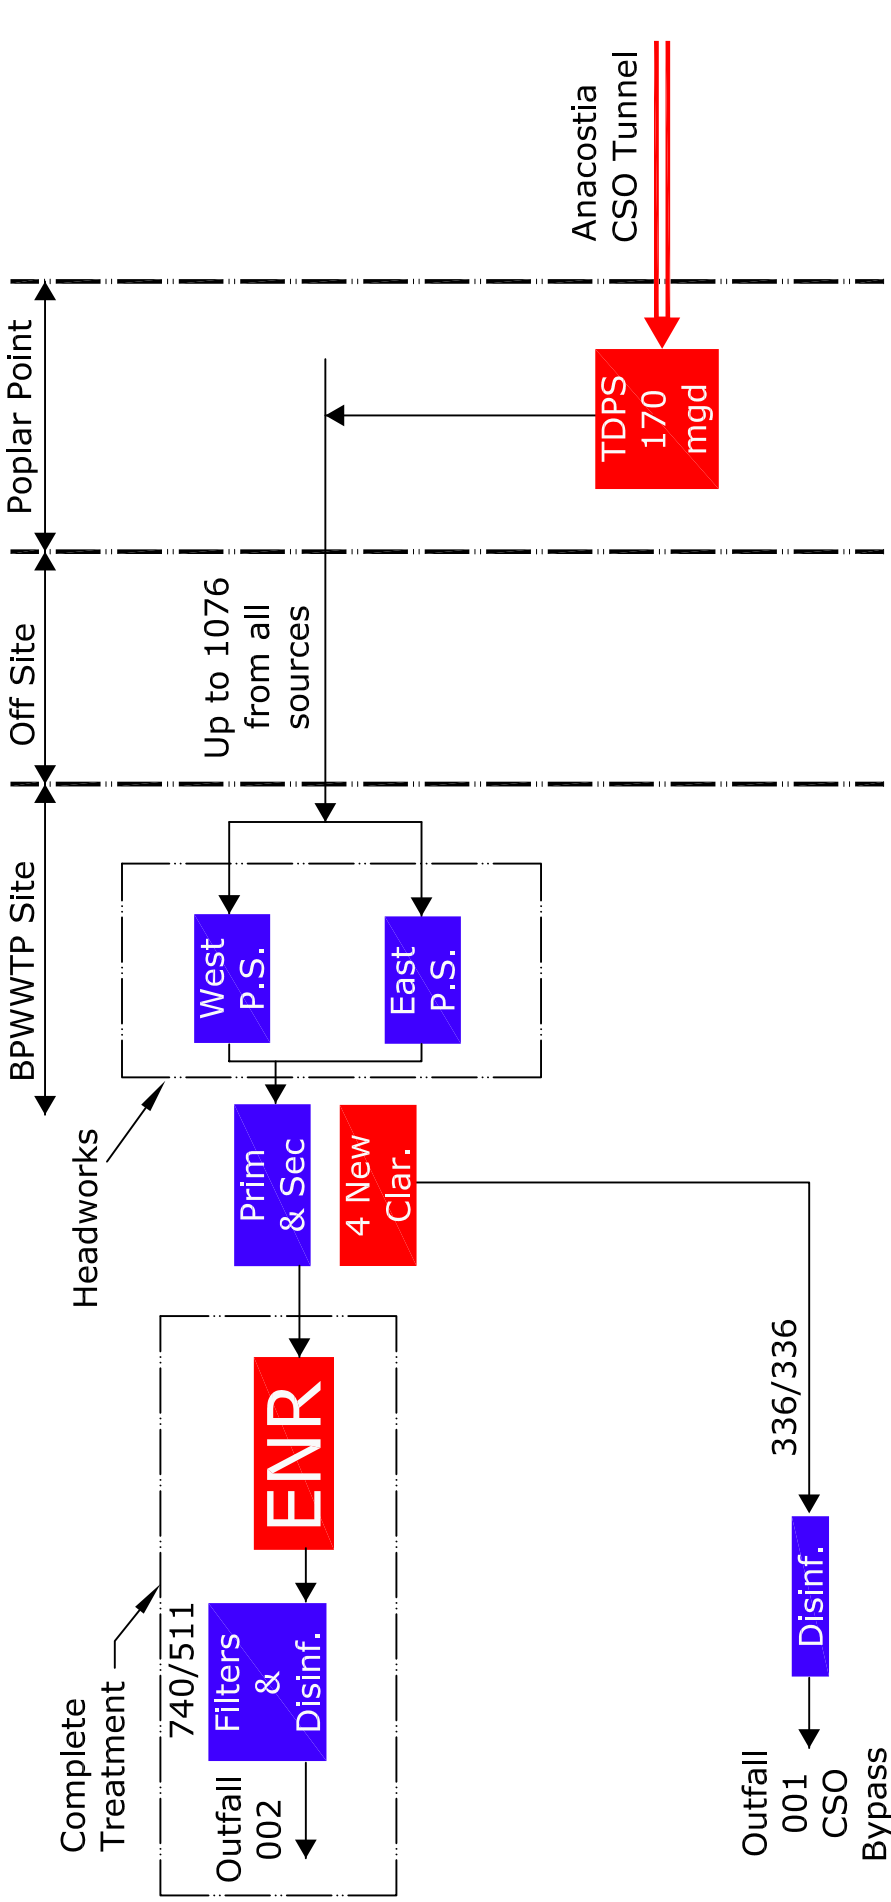 Complete
Treatment
Headworks
BPWWTP Site
Off Site
Poplar Point
740/511
Outfall
002
Filters
&
Disinf.
ENR
Prim
& Sec
4 New
Clar.
West
P.S.
East
P.S.
Up to 1076
from all
sources
Anacostia
CSO Tunnel
TDPS
170
mgd
336/336
Disinf.
Outfall
001
CSO
Bypass